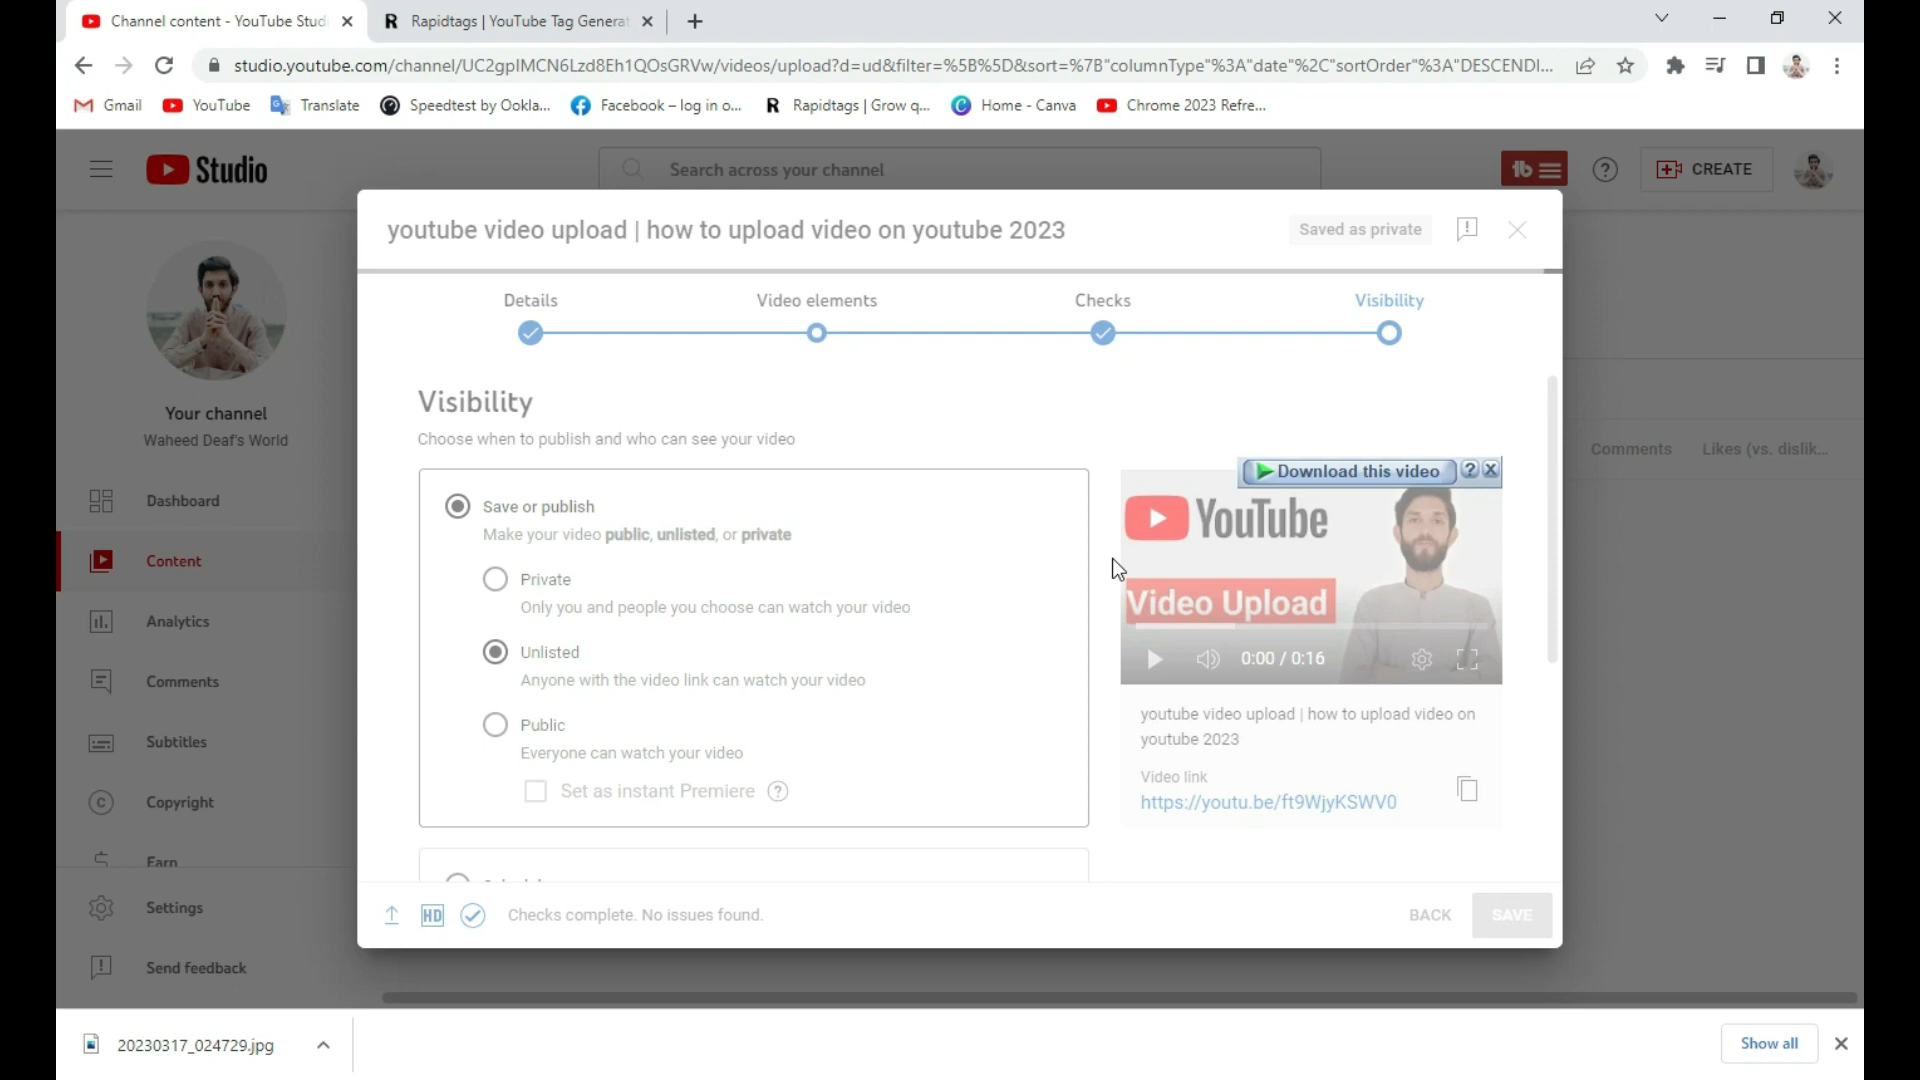 Channel content - YouTube Studi
Rapidtags | YouTube Tag Generat
studio.youtube.com/channel/UC2gpIMCN6Lzd8Eh1QOsGRVw/videos/upload?d=ud&filter=%5B%5D&sort=%7B"columnType"%3A"date"%2C"sortOrder"%3A"DESCENDI...
Gmail
YouTube
Translate
Speedtest by Ookla...
Facebook – log in o...
Rapidtags | Grow q...
Home - Canva
Chrome 2023 Refre...
Studio
Search across your channel
CREATE
youtube video upload | how to upload video on youtube 2023
Saved as private
Details
Video elements
Checks
Visibility
Your channel
Waheed Deaf's World
Dashboard
Content
Analytics
Comments
Subtitles
Copyright
Earn
Settings
Send feedback
Visibility
Choose when to publish and who can see your video
Save or publish
Make your video public, unlisted, or private
Private
Only you and people you choose can watch your video
Unlisted
Anyone with the video link can watch your video
Public
Everyone can watch your video
Set as instant Premiere
Download this video
YouTube
Video Upload
0:00 / 0:16
youtube video upload | how to upload video on
youtube 2023
Video link
https://youtu.be/ft9WjyKSWV0
Comments
Likes (vs. dislik...
HD
Checks complete. No issues found.
BACK
SAVE
20230317_024729.jpg
Show all